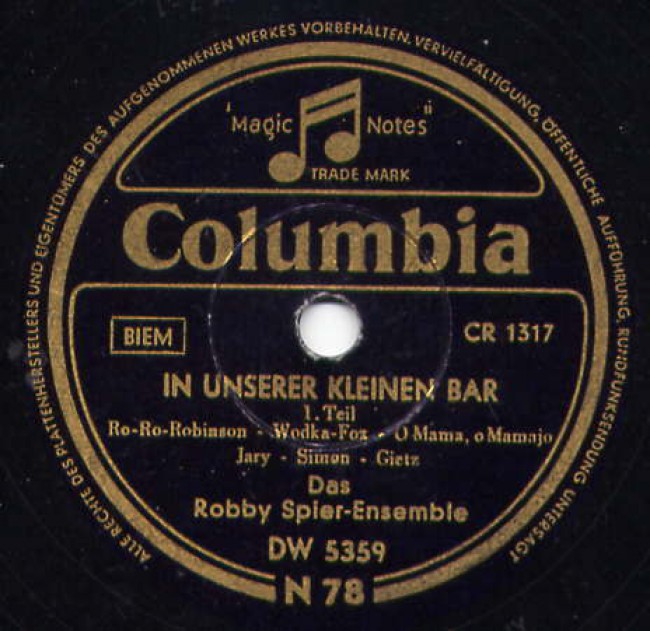 ALLE RECHTE DES PLATTENHERSTELLERS UND EIGENTÜMERS DES AUFGENOMMENEN WERKES VORBEHALTEN. VERVIELFÄLTIGUNG, ÖFFENTLICHE AUFFÜHRUNG, RUNDFUNKSENDUNG UNTERSAGT
'Magic Notes"
TRADE MARK
Columbia
BIEM
CR 1317
IN UNSERER KLEINEN BAR
1. Teil
Ro-Ro-Robinson - Wodka-Fox - O Mama, o Mamajo
Jary - Simon - Gietz
Das
Robby Spier-Ensemble
DW 5359
N 78